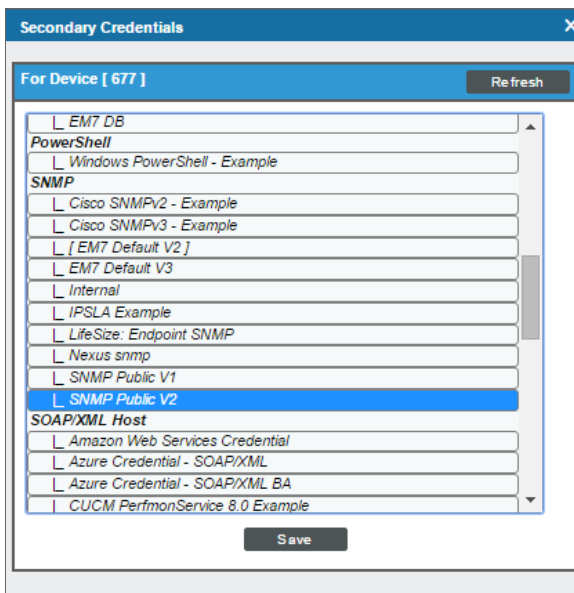 Secondary Credentials
X
For Device [ 677 ]
Refresh
EM7 DB
PowerShell
Windows PowerShell - Example
SNMP
Cisco SNMPv2 - Example
Cisco SNMPv3 - Example
[ EM7 Default V2 ]
EM7 Default V3
Internal
IPSLA Example
LifeSize: Endpoint SNMP
Nexus snmp
SNMP Public V1
SNMP Public V2
SOAP/XML Host
Amazon Web Services Credential
Azure Credential - SOAP/XML
Azure Credential - SOAP/XML BA
CUCM PerfmonService 8.0 Example
Save